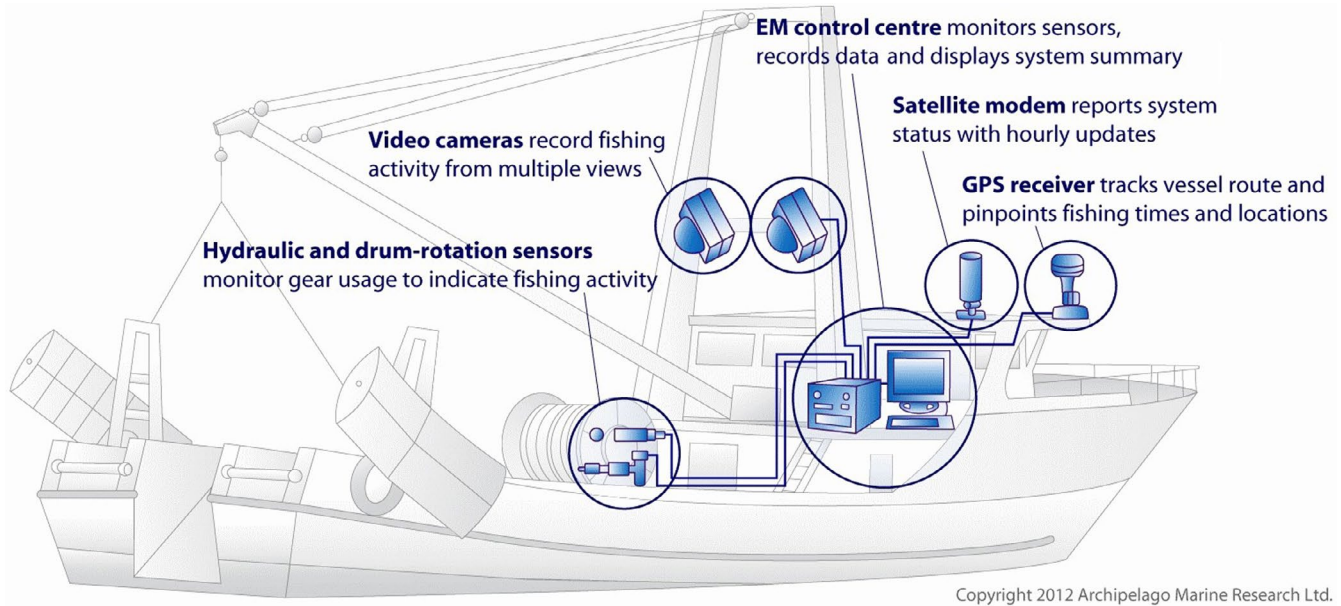 EM control centre monitors sensors,
records data and displays system summary
Satellite modem reports system
status with hourly updates
Video cameras record fishing
activity from multiple views
GPS receiver tracks vessel route and
pinpoints fishing times and locations
Hydraulic and drum-rotation sensors
monitor gear usage to indicate fishing activity
Copyright 2012 Archipelago Marine Research Ltd.